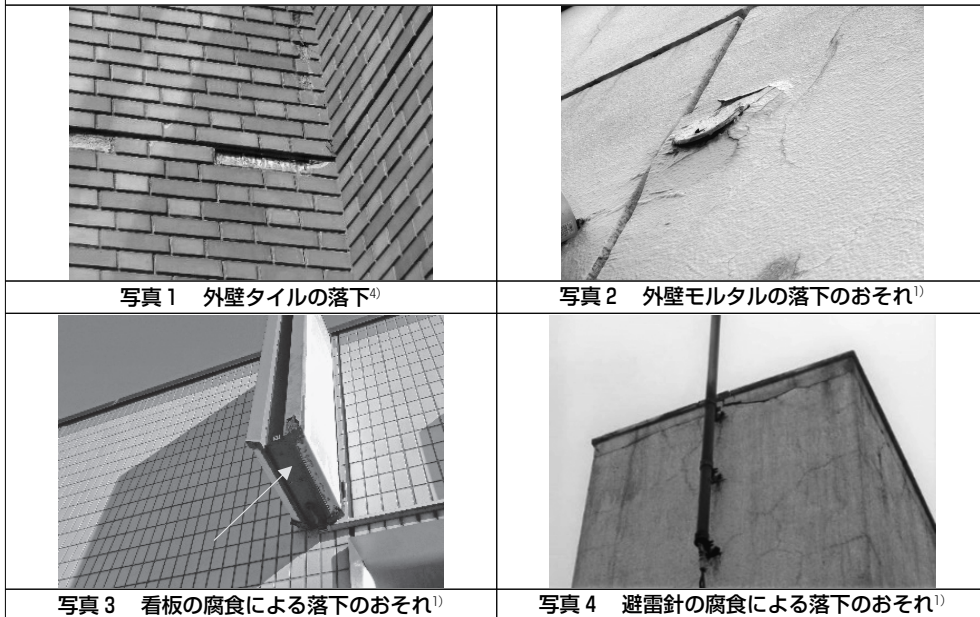 写真1 外壁タイルの落下4)
写真2 外壁モルタルの落下のおそれ1)
写真3 看板の腐食による落下のおそれ1)
写真4 避雷針の腐食による落下のおそれ1)